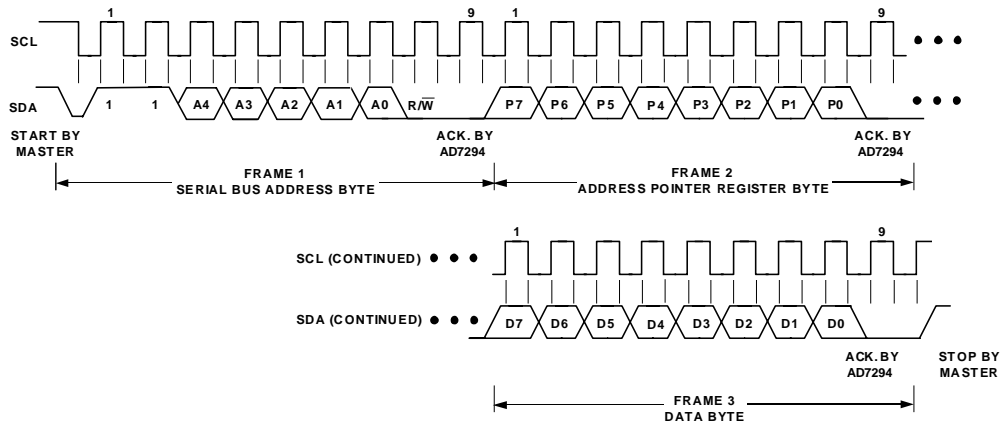 1 9 1 9
SCL
SDA 1 1 A4 A3 A2 A1 A0 R/W̅ P7 P6 P5 P4 P3 P2 P1 P0
START BY
MASTER
ACK. BY
AD7294
ACK. BY
AD7294
FRAME 1
SERIAL BUS ADDRESS BYTE
FRAME 2
ADDRESS POINTER REGISTER BYTE
1 9
SCL (CONTINUED)
SDA (CONTINUED) D7 D6 D5 D4 D3 D2 D1 D0
ACK. BY
AD7294
STOP BY
MASTER
FRAME 3
DATA BYTE